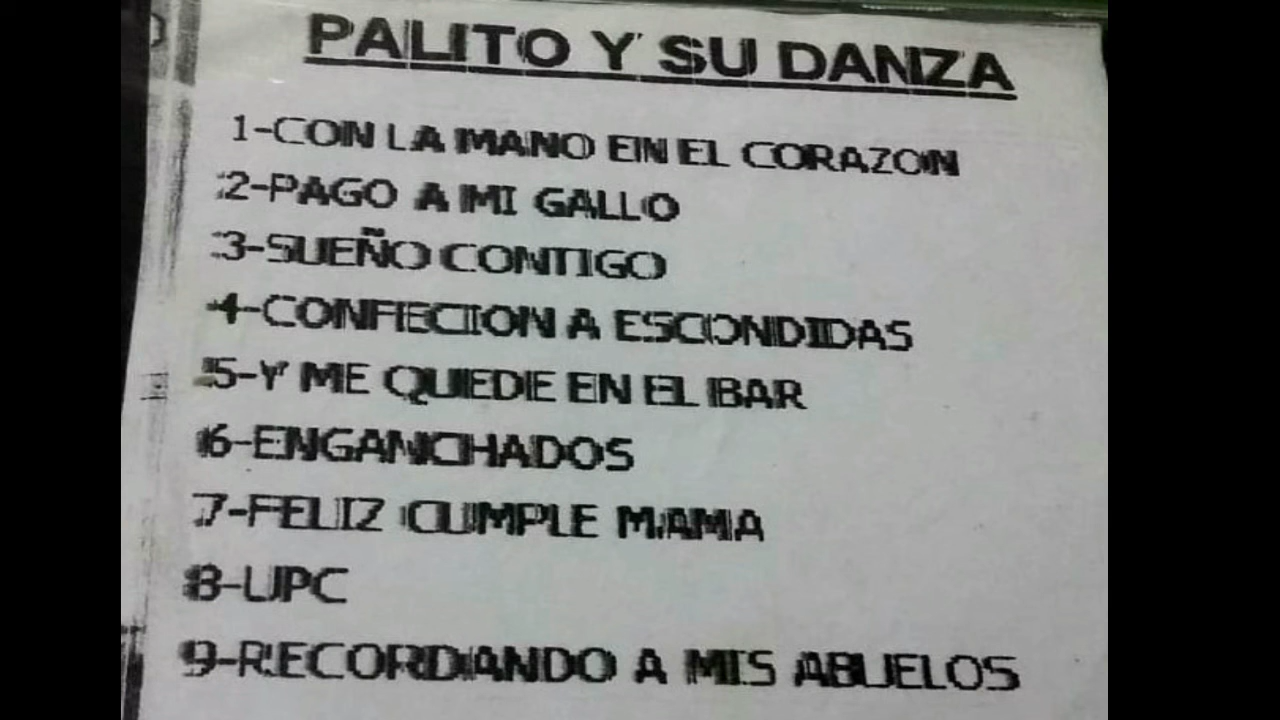 PALITO Y SU DANZA
1-CON LA MANO EN EL CORAZON
2-PAGO A MI GALLO
3-SUEÑO CONTIGO
4-CONFECION A ESCONDIDAS
5-Y ME QUEDE EN EL BAR
6-ENGANCHADOS
7-FELIZ CUMPLE MAMA
8-UPC
9-RECORDANDO A MIS ABUELOS